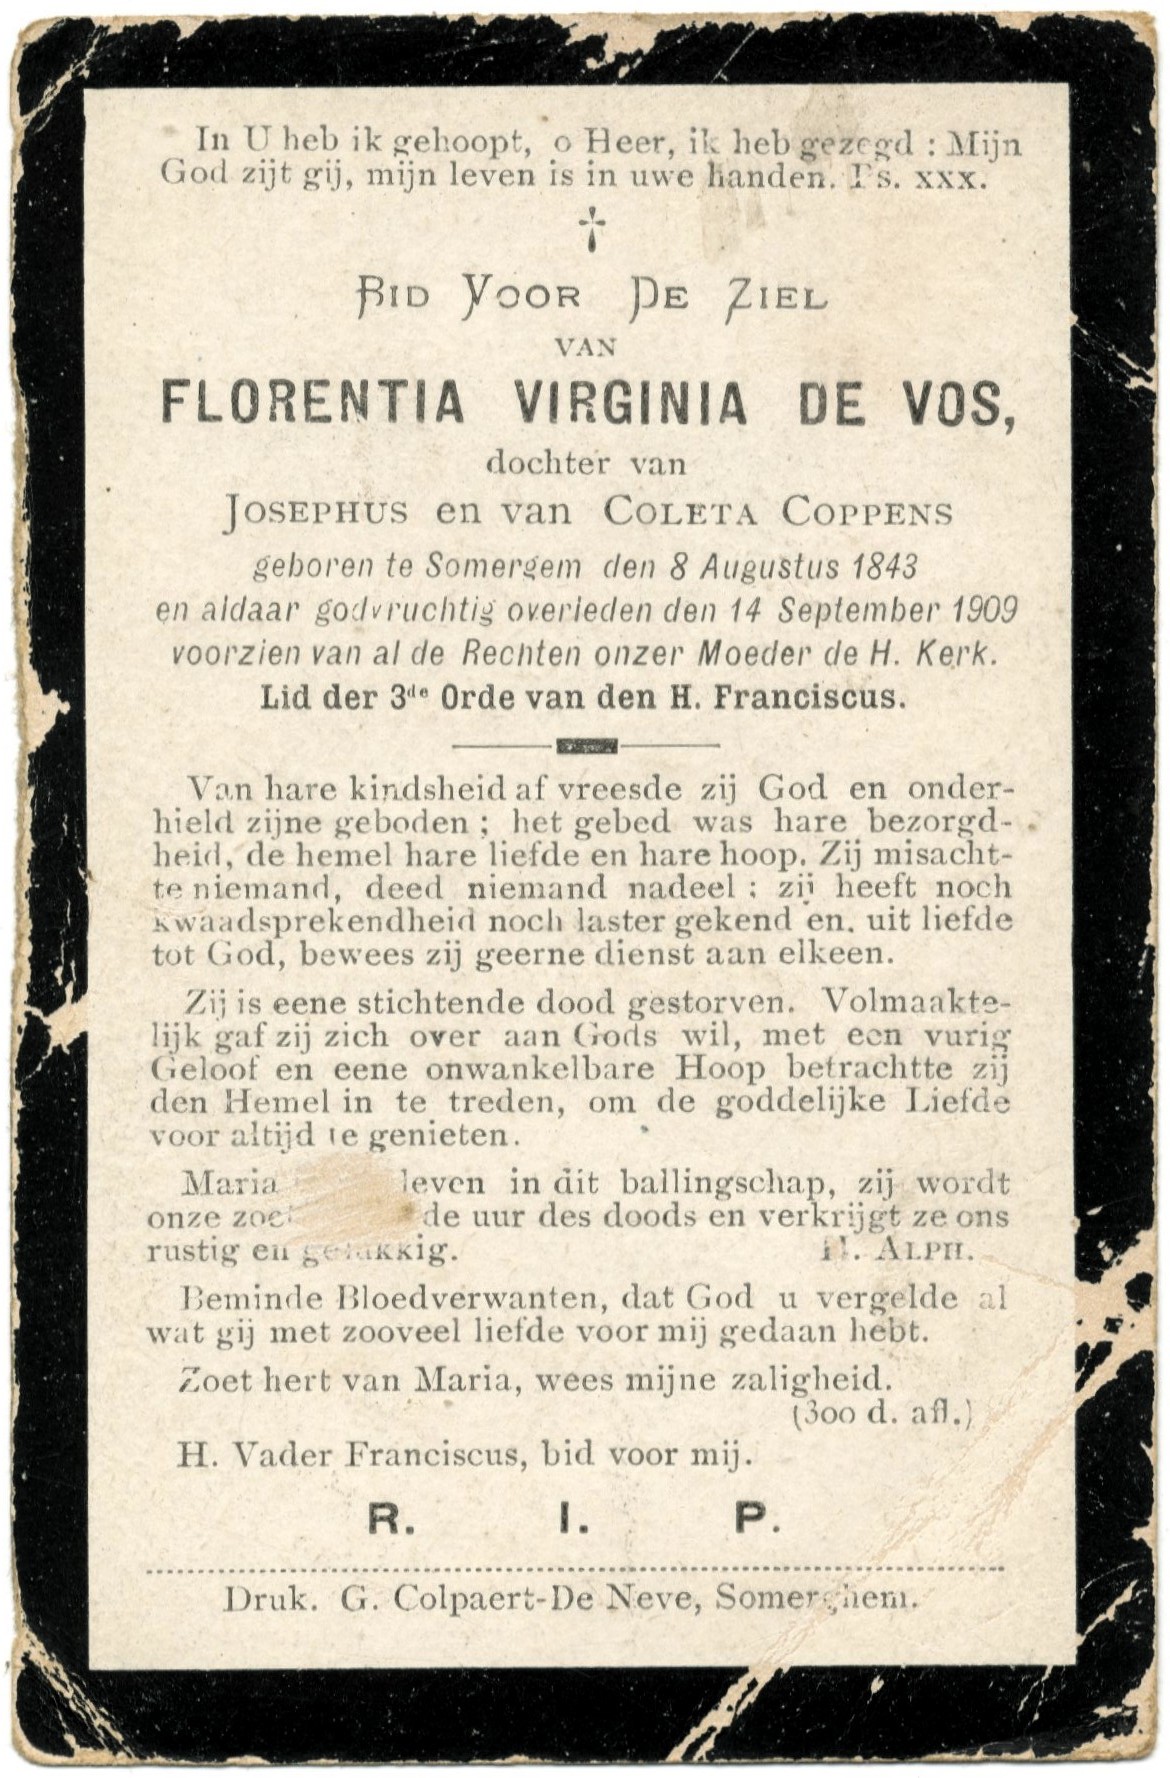 In U heb ik gehoopt, o Heer, ik heb gezegd : Mijn
God zijt gij, mijn leven is in uwe handen. Ps. xxx.
BID VOOR DE ZIEL
VAN
FLORENTIA VIRGINIA DE VOS,
dochter van
JOSEPHUS en van COLETA COPPENS
geboren te Somergem den 8 Augustus 1843
en aldaar godvruchtig overleden den 14 September 1909
voorzien van al de Rechten onzer Moeder de H. Kerk.
Lid der 3de Orde van den H. Franciscus.
Van hare kindsheid af vreesde zij God en onder-
hield zijne geboden ; het gebed was hare bezorgd-
heid, de hemel hare liefde en hare hoop. Zij misacht-
te niemand, deed niemand nadeel ; zij heeft noch
kwaadsprekendheid noch laster gekend en. uit liefde
tot God, bewees zij geerne dienst aan elkeen.
Zij is eene stichtende dood gestorven. Volmaakte-
lijk gaf zij zich over aan Gods wil, met een vurig
Geloof en eene onwankelbare Hoop betrachtte zij
den Hemel in te treden, om de goddelijke Liefde
voor altijd te genieten.
Maria leven in dit ballingschap, zij wordt
onze de uur des doods en verkrijgt ze ons
rustig en gelukkig. H. ALPH.
Beminde Bloedverwanten, dat God u vergelde al
wat gij met zooveel liefde voor mij gedaan hebt.
Zoet hert van Maria, wees mijne zaligheid.
(300 d. afl.)
H. Vader Franciscus, bid voor mij.
R. I. P.
Druk. G. Colpaert-De Neve, Somerghem.